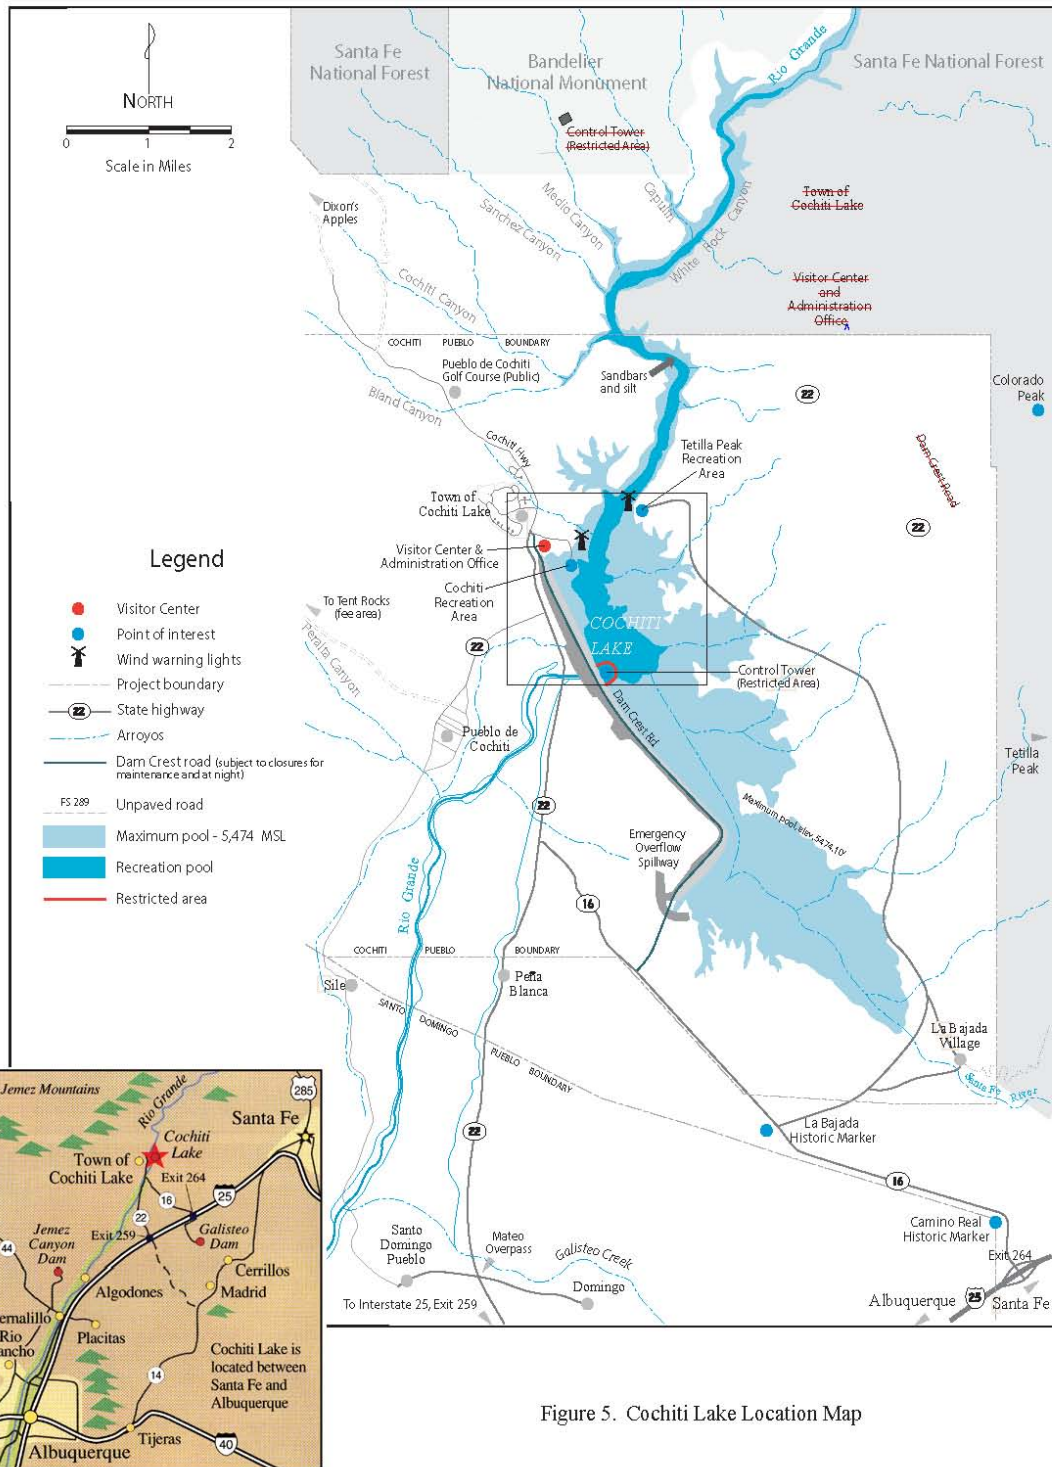 Santa Fe
National Forest
Bandelier
National Monument
Rio Grande
Santa Fe National Forest
NORTH
0 1 2
Scale in Miles
Control Tower
(Restricted Area)
Town of
Cochiti Lake
Visitor Center
and
Administration
Office
Dixon's
Apples
Sanchez Canyon
Medio Canyon
Capulin
White Rock Canyon
Cochiti Canyon
COCHITI PUEBLO BOUNDARY
Pueblo de Cochiti
Golf Course (Public)
Bland Canyon
Sandbars
and silt
22
Colorado
Peak
Cochiti Hwy
Tetilla Peak
Recreation
Area
Dam Crest Road
22
Town of
Cochiti Lake
Visitor Center &
Administration Office
Cochiti
Recreation
Area
To Tent Rocks
(fee area)
Peralta Canyon
22
COCHITI
LAKE
Control Tower
(Restricted Area)
Dam Crest Rd
Pueblo de
Cochiti
Tetilla
Peak
Legend
Visitor Center
Point of interest
Wind warning lights
Project boundary
22 State highway
Arroyos
Dam Crest road (subject to closures for
maintenance and at night)
FS 289 Unpaved road
Maximum pool - 5,474 MSL
Recreation pool
Restricted area
22
Maximum pool, elev. 5474.10'
Emergency
Overflow
Spillway
Rio Grande
16
COCHITI PUEBLO BOUNDARY
Sile
Peña
Blanca
SANTO DOMINGO PUEBLO BOUNDARY
La Bajada
Village
Santa Fe River
22
La Bajada
Historic Marker
16
Camino Real
Historic Marker
Exit 264
Santo
Domingo
Pueblo
Mateo
Overpass
Galisteo Creek
Domingo
To Interstate 25, Exit 259
Albuquerque 25 Santa Fe
Jemez Mountains
Rio Grande
285
Santa Fe
Cochiti
Lake
Town of
Cochiti Lake
Exit 264
16
25
22
Exit 259
Galisteo
Dam
Jemez
Canyon
Dam
44
Cerrillos
Madrid
Algodones
ernalillo
Rio
ancho
Placitas
14
Cochiti Lake is
located between
Santa Fe and
Albuquerque
Tijeras
40
Albuquerque
Figure 5. Cochiti Lake Location Map